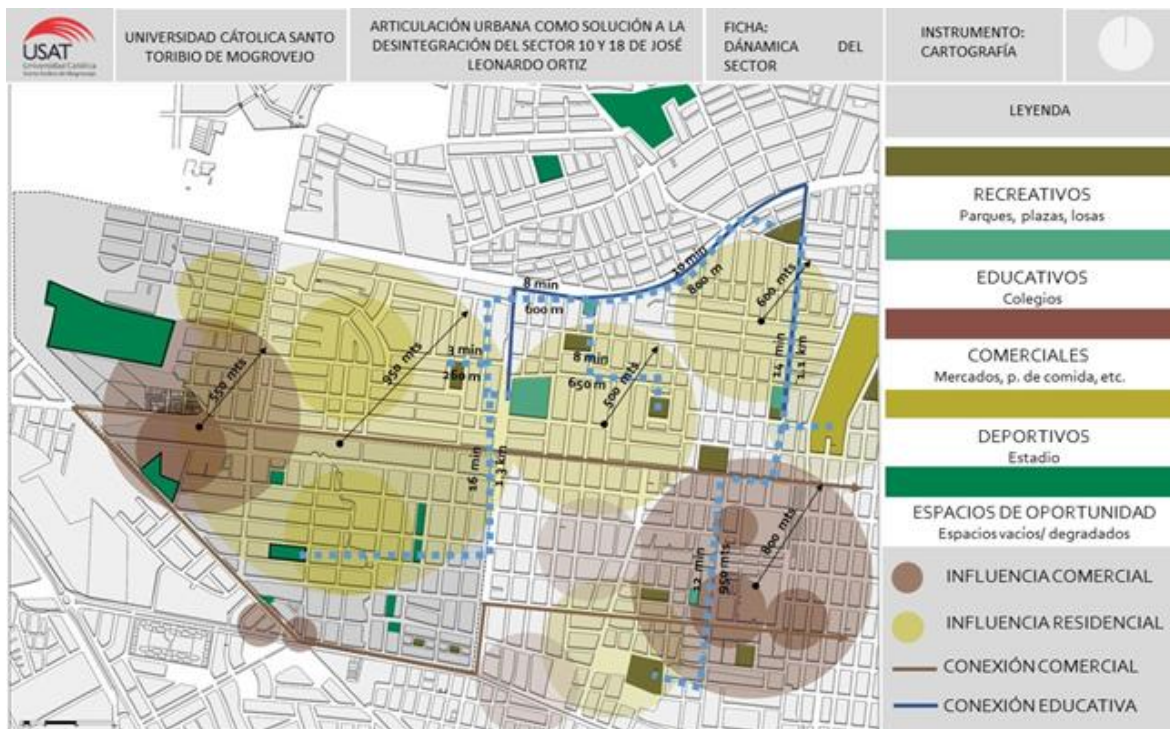 USAT
Universidad Católica
Santo Toribio de Mogrovejo
UNIVERSIDAD CATÓLICA SANTO
TORIBIO DE MOGROVEJO
ARTICULACIÓN URBANA COMO SOLUCIÓN A LA
DESINTEGRACIÓN DEL SECTOR 10 Y 18 DE JOSÉ
LEONARDO ORTIZ
FICHA:
DÁNAMICA DEL
SECTOR
INSTRUMENTO:
CARTOGRAFÍA
LEYENDA
RECREATIVOS
Parques, plazas, losas
EDUCATIVOS
Colegios
COMERCIALES
Mercados, p. de comida, etc.
DEPORTIVOS
Estadio
ESPACIOS DE OPORTUNIDAD
Espacios vacios/ degradados
INFLUENCIA COMERCIAL
INFLUENCIA RESIDENCIAL
CONEXIÓN COMERCIAL
CONEXIÓN EDUCATIVA
8 min
600 m
10 min
800 m
600 mts
550 mts
950 mts
3 min
260 m
8 min
650 m
500 mts
14 min
1.1 km
16 min
1.3 km
800 mts
12 min
950 mts